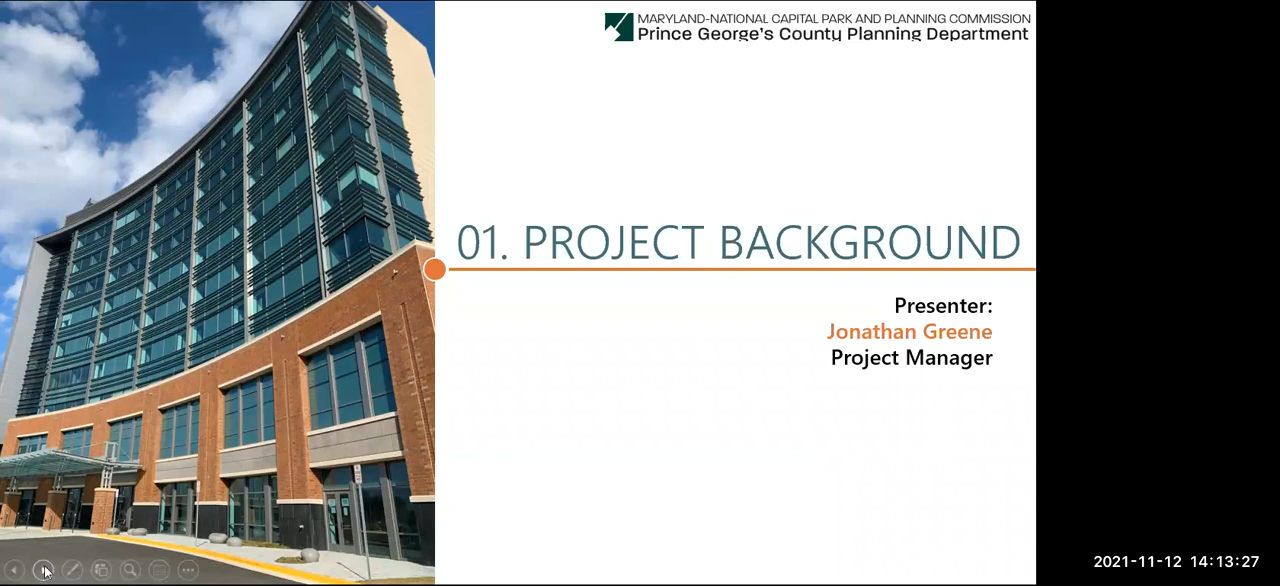 MARYLAND-NATIONAL CAPITAL PARK AND PLANNING COMMISSION
Prince George's County Planning Department
01. PROJECT BACKGROUND
Presenter:
Jonathan Greene
Project Manager
2021-11-12 14:13:27